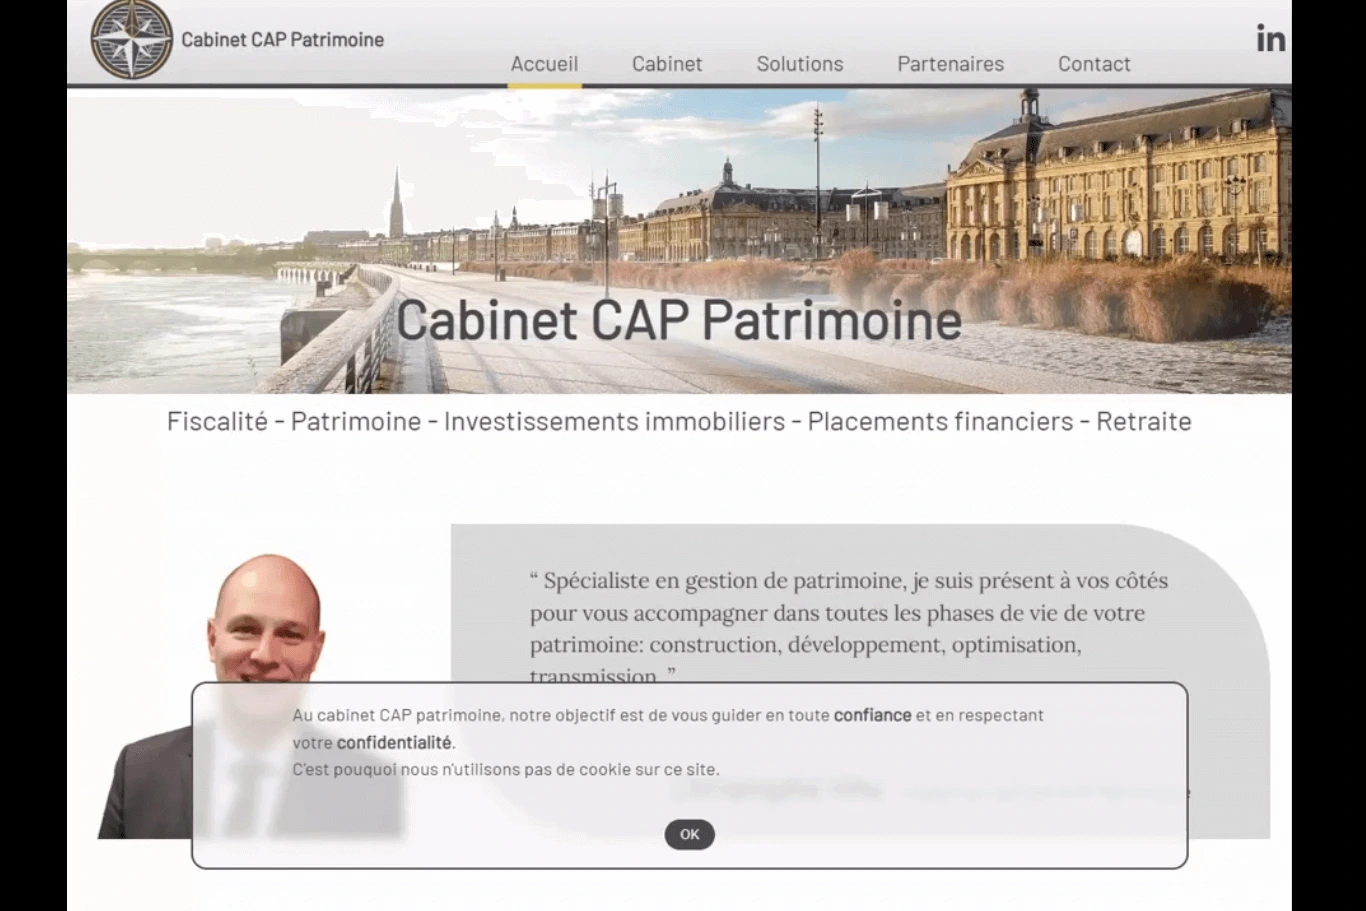 Cabinet CAP Patrimoine
in
Accueil Cabinet Solutions Partenaires Contact
Cabinet CAP Patrimoine
Fiscalité - Patrimoine - Investissements immobiliers - Placements financiers - Retraite
“ Spécialiste en gestion de patrimoine, je suis présent à vos côtés
pour vous accompagner dans toutes les phases de vie de votre
patrimoine: construction, développement, optimisation,
transmission. ”
Au cabinet CAP patrimoine, notre objectif est de vous guider en toute confiance et en respectant
votre confidentialité.
C'est pouquoi nous n'utilisons pas de cookie sur ce site.
OK